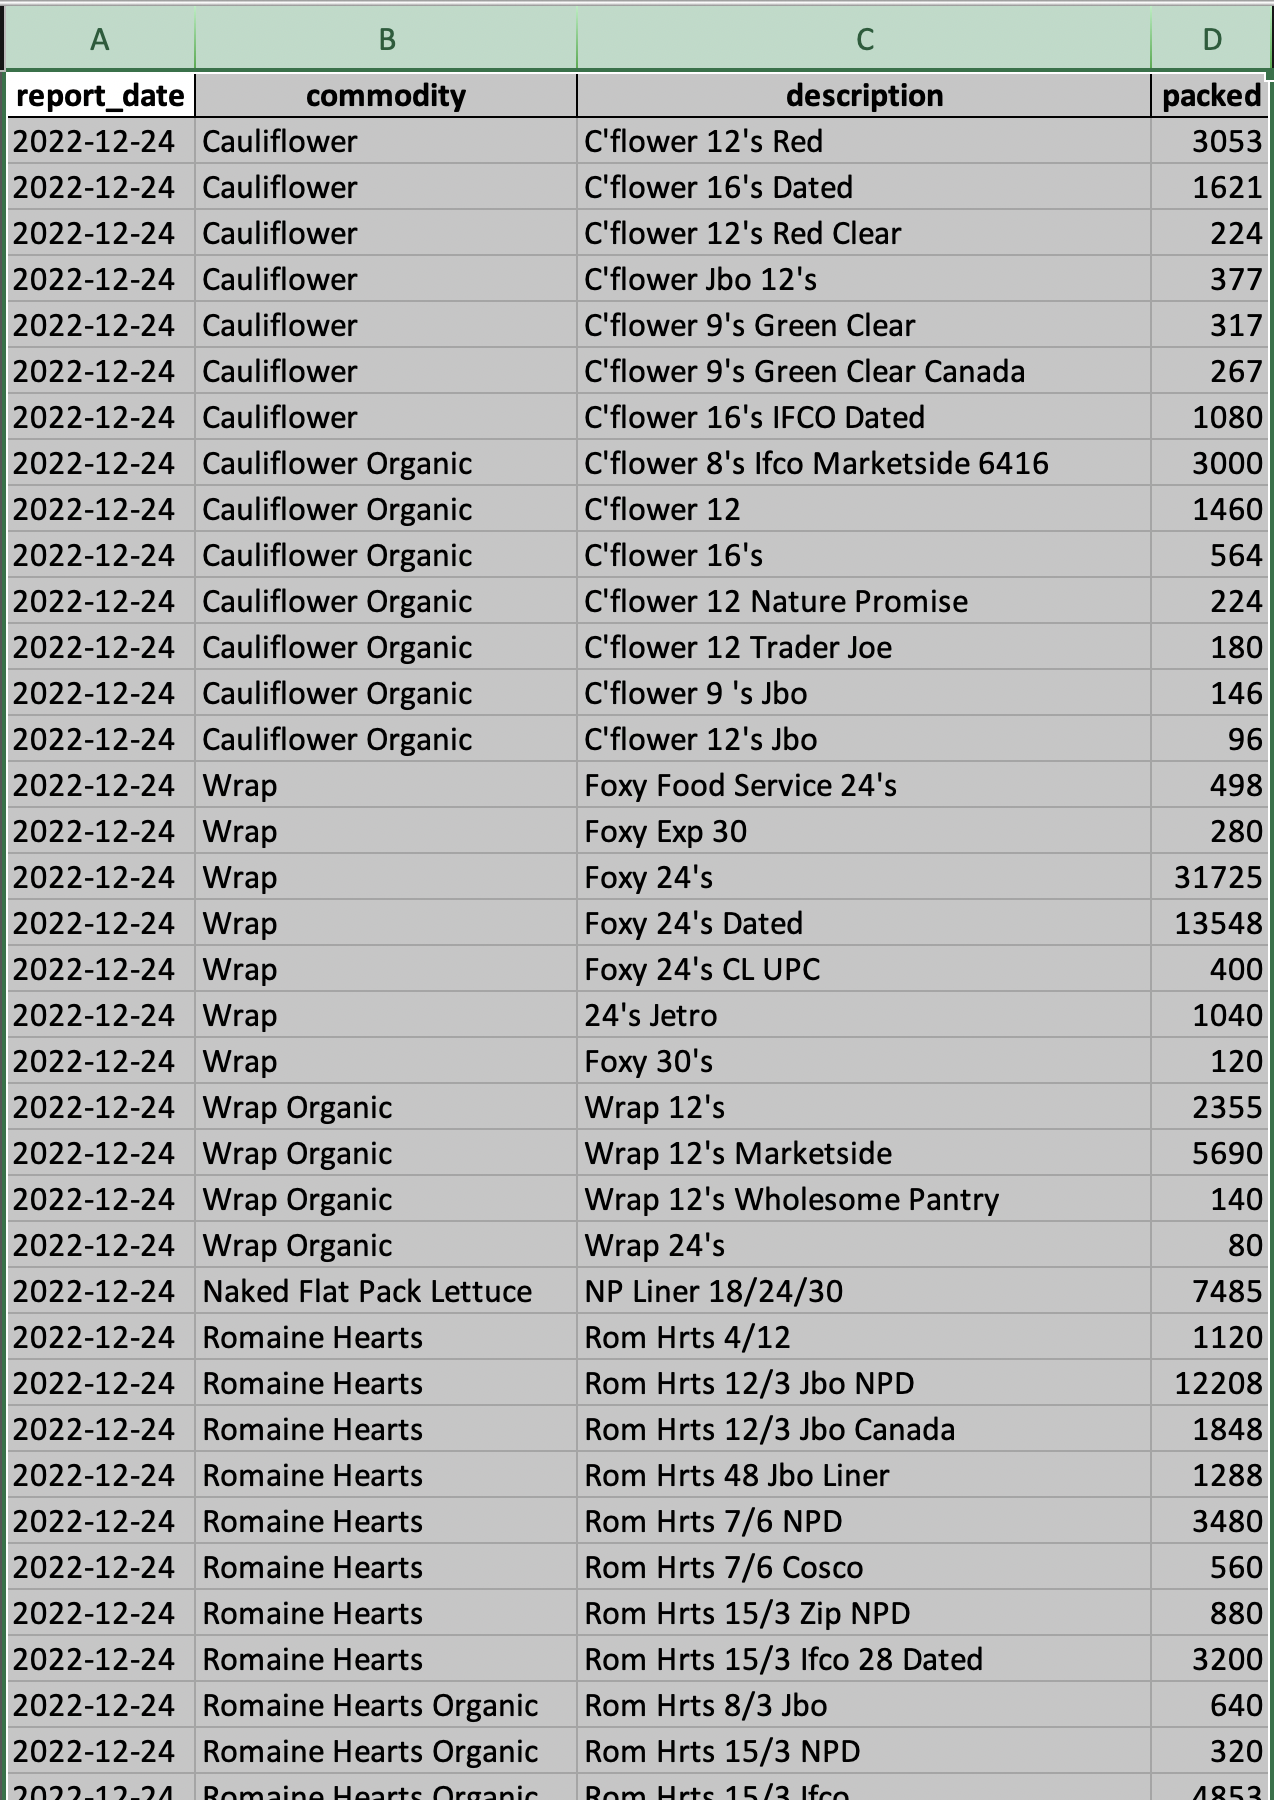 A B C D
report_date commodity description packed
2022-12-24 Cauliflower C'flower 12's Red 3053
2022-12-24 Cauliflower C'flower 16's Dated 1621
2022-12-24 Cauliflower C'flower 12's Red Clear 224
2022-12-24 Cauliflower C'flower Jbo 12's 377
2022-12-24 Cauliflower C'flower 9's Green Clear 317
2022-12-24 Cauliflower C'flower 9's Green Clear Canada 267
2022-12-24 Cauliflower C'flower 16's IFCO Dated 1080
2022-12-24 Cauliflower Organic C'flower 8's Ifco Marketside 6416 3000
2022-12-24 Cauliflower Organic C'flower 12 1460
2022-12-24 Cauliflower Organic C'flower 16's 564
2022-12-24 Cauliflower Organic C'flower 12 Nature Promise 224
2022-12-24 Cauliflower Organic C'flower 12 Trader Joe 180
2022-12-24 Cauliflower Organic C'flower 9 's Jbo 146
2022-12-24 Cauliflower Organic C'flower 12's Jbo 96
2022-12-24 Wrap Foxy Food Service 24's 498
2022-12-24 Wrap Foxy Exp 30 280
2022-12-24 Wrap Foxy 24's 31725
2022-12-24 Wrap Foxy 24's Dated 13548
2022-12-24 Wrap Foxy 24's CL UPC 400
2022-12-24 Wrap 24's Jetro 1040
2022-12-24 Wrap Foxy 30's 120
2022-12-24 Wrap Organic Wrap 12's 2355
2022-12-24 Wrap Organic Wrap 12's Marketside 5690
2022-12-24 Wrap Organic Wrap 12's Wholesome Pantry 140
2022-12-24 Wrap Organic Wrap 24's 80
2022-12-24 Naked Flat Pack Lettuce NP Liner 18/24/30 7485
2022-12-24 Romaine Hearts Rom Hrts 4/12 1120
2022-12-24 Romaine Hearts Rom Hrts 12/3 Jbo NPD 12208
2022-12-24 Romaine Hearts Rom Hrts 12/3 Jbo Canada 1848
2022-12-24 Romaine Hearts Rom Hrts 48 Jbo Liner 1288
2022-12-24 Romaine Hearts Rom Hrts 7/6 NPD 3480
2022-12-24 Romaine Hearts Rom Hrts 7/6 Cosco 560
2022-12-24 Romaine Hearts Rom Hrts 15/3 Zip NPD 880
2022-12-24 Romaine Hearts Rom Hrts 15/3 Ifco 28 Dated 3200
2022-12-24 Romaine Hearts Organic Rom Hrts 8/3 Jbo 640
2022-12-24 Romaine Hearts Organic Rom Hrts 15/3 NPD 320
2022-12-24 Romaine Hearts Organic Rom Hrts 15/3 Ifco 4853